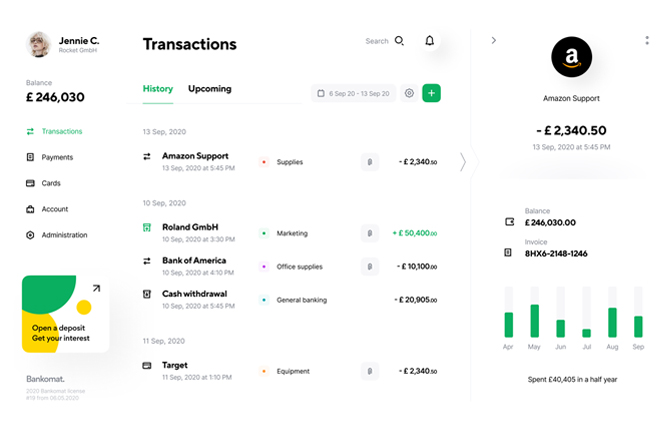 Jennie C.
Rocket GmbH
Balance
£ 246,030
Transactions
Payments
Cards
Account
Administration
Open a deposit
Get your interest
Bankomat.
2020 Bankomat license
#19 from 06.05.2020
Transactions
Search
History
Upcoming
6 Sep 20 - 13 Sep 20
13 Sep, 2020
Amazon Support
13 Sep, 2020 at 5:45 PM
Supplies
- £ 2,340.50
10 Sep, 2020
Roland GmbH
10 Sep, 2020 at 3:30 PM
Marketing
+ £ 50,400.00
Bank of America
10 Sep, 2020 at 4:10 PM
Office supplies
- £ 10,100.00
Cash withdrawal
10 Sep, 2020 at 5:45 PM
General banking
- £ 20,905.00
11 Sep, 2020
Target
11 Sep, 2020 at 1:10 PM
Equipment
- £ 2,340.50
a
Amazon Support
- £ 2,340.50
13 Sep, 2020 at 5:45 PM
Balance
£ 246,030.00
Invoice
8HX6-2148-1246
Apr May Jun Jul Aug Sep
Spent £40,405 in a half year